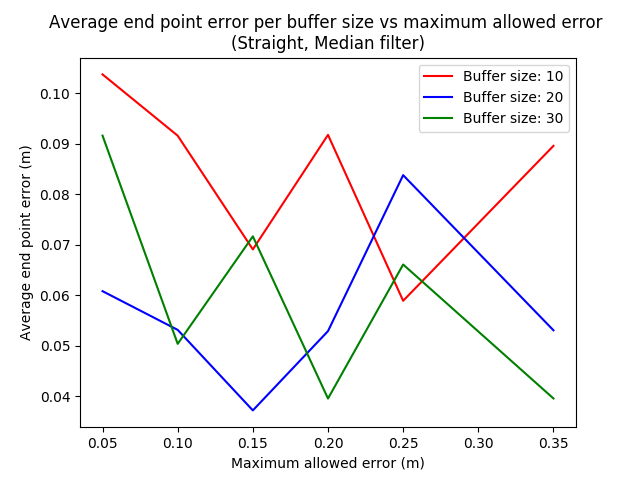 Average end point error per buffer size vs maximum allowed error
(Straight, Median filter)
Buffer size: 10
Buffer size: 20
Buffer size: 30
Average end point error (m)
0.10
0.09
0.08
0.07
0.06
0.05
0.04
0.05
0.10
0.15
0.20
0.25
0.30
0.35
Maximum allowed error (m)